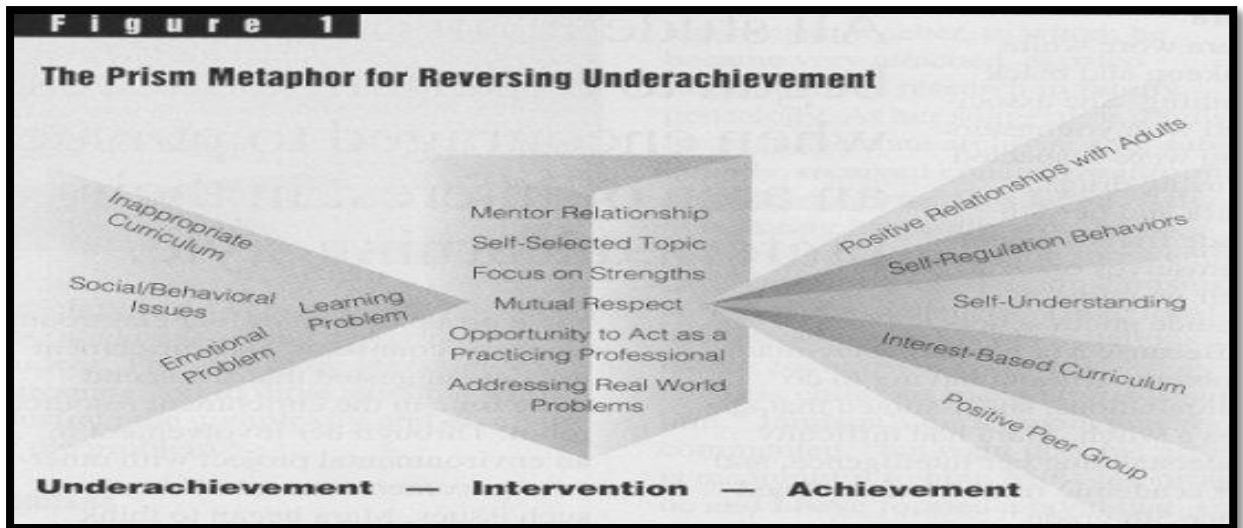 Figure 1
The Prism Metaphor for Reversing Underachievement
Inappropriate
Curriculum
Social/Behavioral
Issues
Learning
Problem
Emotional
Problem
Mentor Relationship
Self-Selected Topic
Focus on Strengths
Mutual Respect
Opportunity to Act as a
Practicing Professional
Addressing Real World
Problems
Positive Relationships with Adults
Self-Regulation Behaviors
Self-Understanding
Interest-Based Curriculum
Positive Peer Group
Underachievement — Intervention — Achievement